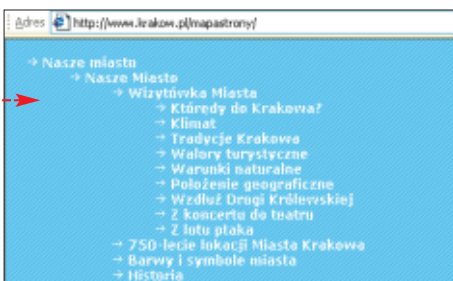 Adres http://www.krakow.pl/mapastrony/
→ Nasze miasto
→ Nasze Miasto
→ Wizytówka Miasta
→ Którędy do Krakowa?
→ Klimat
→ Tradycje Krakowa
→ Walory turystyczne
→ Warunki naturalne
→ Położenie geograficzne
→ Wzdłuż Drogi Królewskiej
→ Z koncertu do teatru
→ Z lotu ptaka
→ 750-lecie lokacji Miasta Krakowa
→ Barwy i symbole miasta
→ Historia